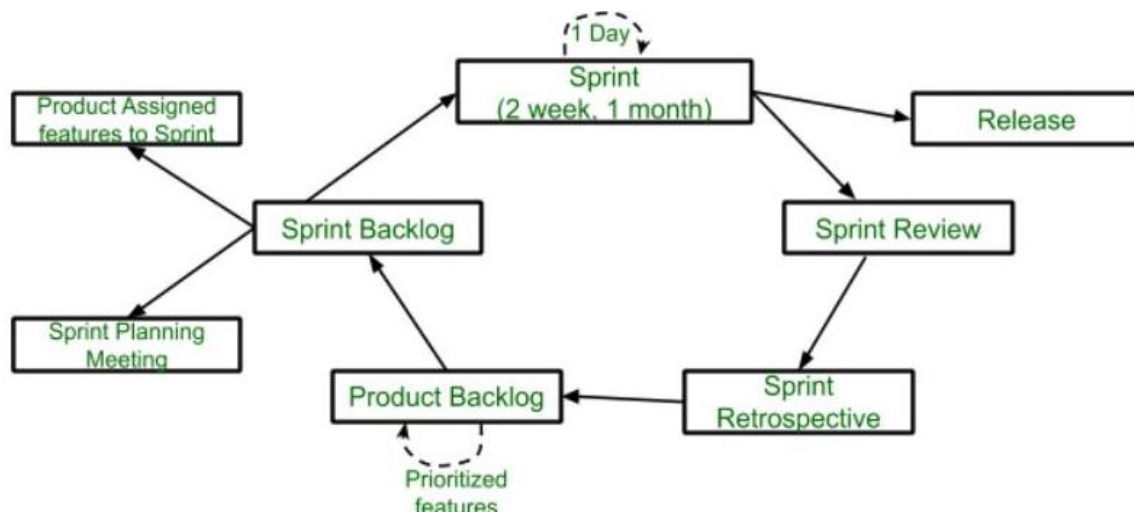 1 Day
Sprint
(2 week, 1 month)
Product Assigned
features to Sprint
Release
Sprint Backlog
Sprint Review
Sprint Planning
Meeting
Product Backlog
Sprint
Retrospective
Prioritized
features